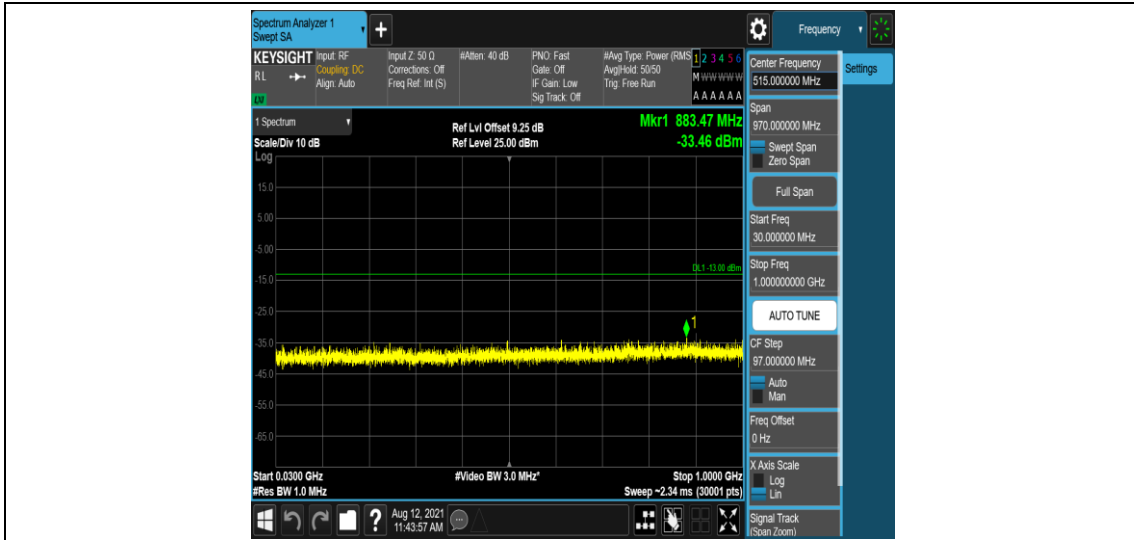 Spectrum Analyzer 1
Swept SA
+
Frequency
KEYSIGHT
RL
Input: RF
Coupling: DC
Align: Auto
Input Z: 50 Ω
Corrections: Off
Freq Ref: Int (S)
#Atten: 40 dB
PNO: Fast
Gate: Off
IF Gain: Low
Sig Track: Off
#Avg Type: Power (RMS
Avg|Hold: 50/50
Trig: Free Run
1 2 3 4 5 6
M W W W W W
A A A A A A
1 Spectrum
Scale/Div 10 dB
Log
Ref Lvl Offset 9.25 dB
Ref Level 25.00 dBm
Mkr1 883.47 MHz
-33.46 dBm
15.0
5.00
-5.00
-15.0
-25.0
-35.0
-45.0
-55.0
-65.0
DL1 -13.00 dBm
1
Start 0.0300 GHz
#Res BW 1.0 MHz
#Video BW 3.0 MHz*
Stop 1.0000 GHz
Sweep ~2.34 ms (30001 pts)
?
Aug 12, 2021
11:43:57 AM
Center Frequency
515.000000 MHz
Settings
Span
970.000000 MHz
Swept Span
Zero Span
Full Span
Start Freq
30.000000 MHz
Stop Freq
1.000000000 GHz
AUTO TUNE
CF Step
97.000000 MHz
Auto
Man
Freq Offset
0 Hz
X Axis Scale
Log
Lin
Signal Track
(Span Zoom)